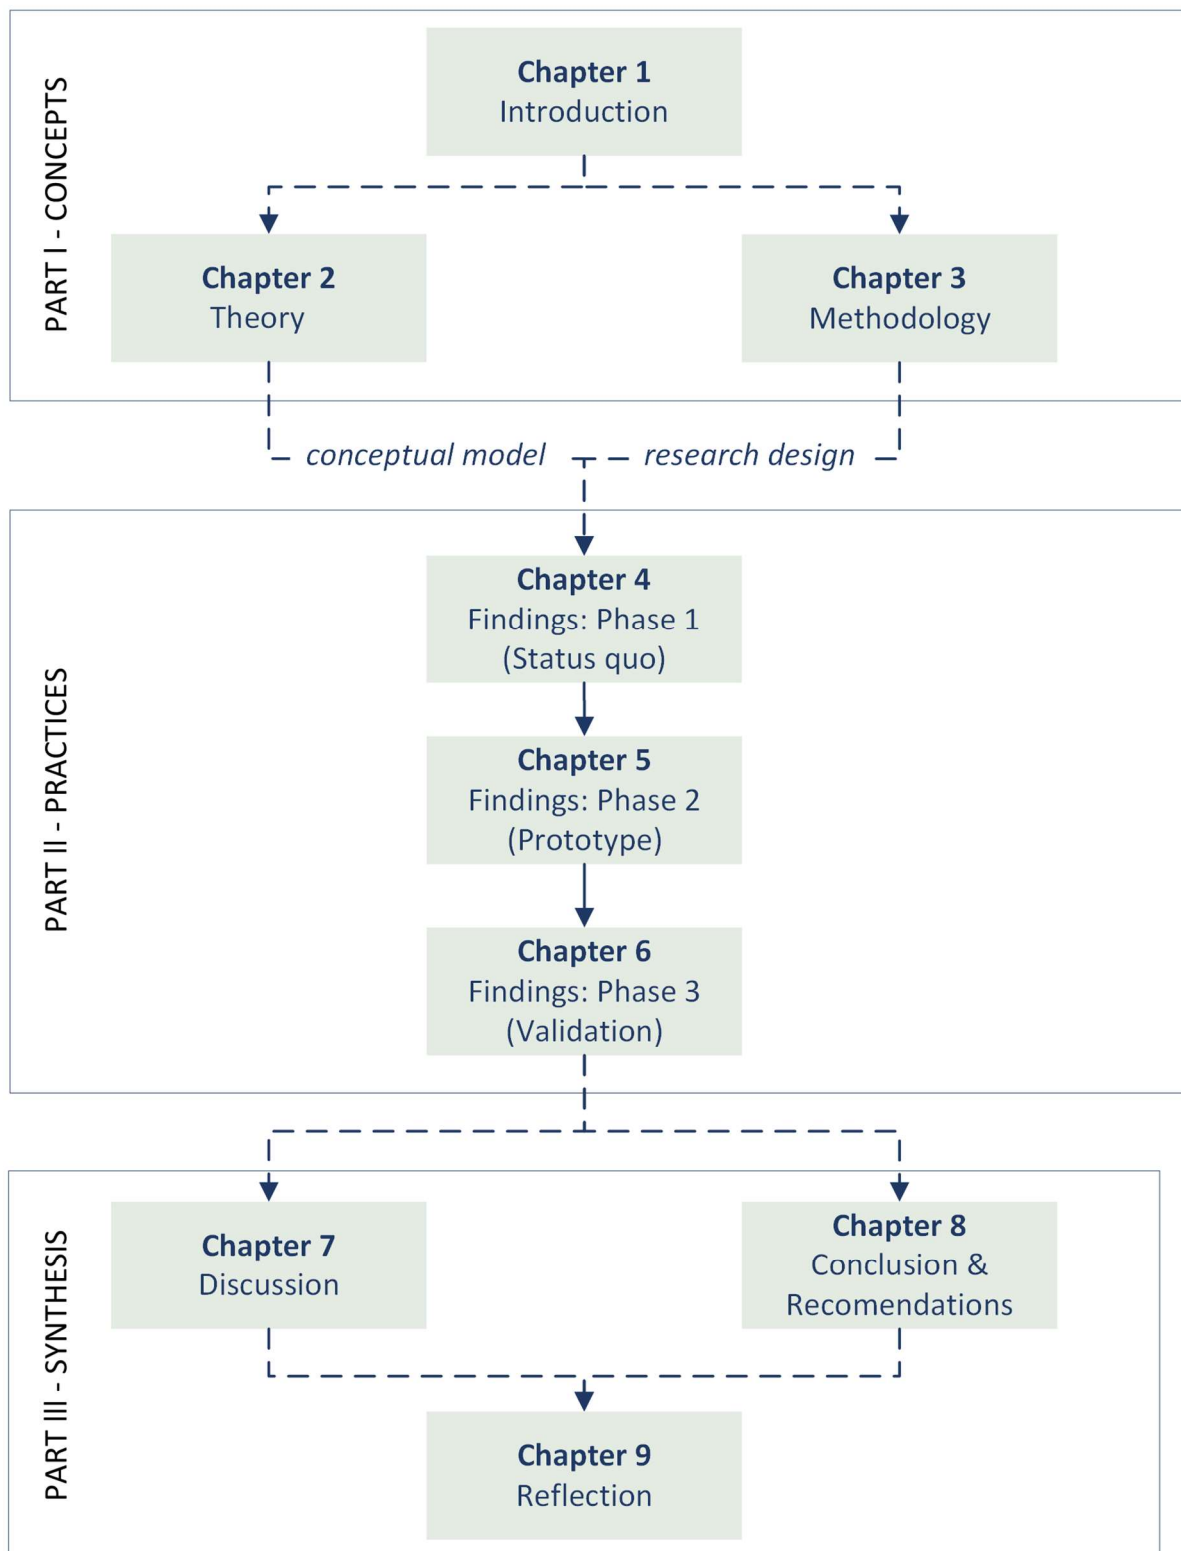 PART I - CONCEPTS
Chapter 1
Introduction
Chapter 2
Theory
Chapter 3
Methodology
conceptual model
research design
PART II - PRACTICES
Chapter 4
Findings: Phase 1
(Status quo)
Chapter 5
Findings: Phase 2
(Prototype)
Chapter 6
Findings: Phase 3
(Validation)
PART III - SYNTHESIS
Chapter 7
Discussion
Chapter 8
Conclusion &
Recomendations
Chapter 9
Reflection